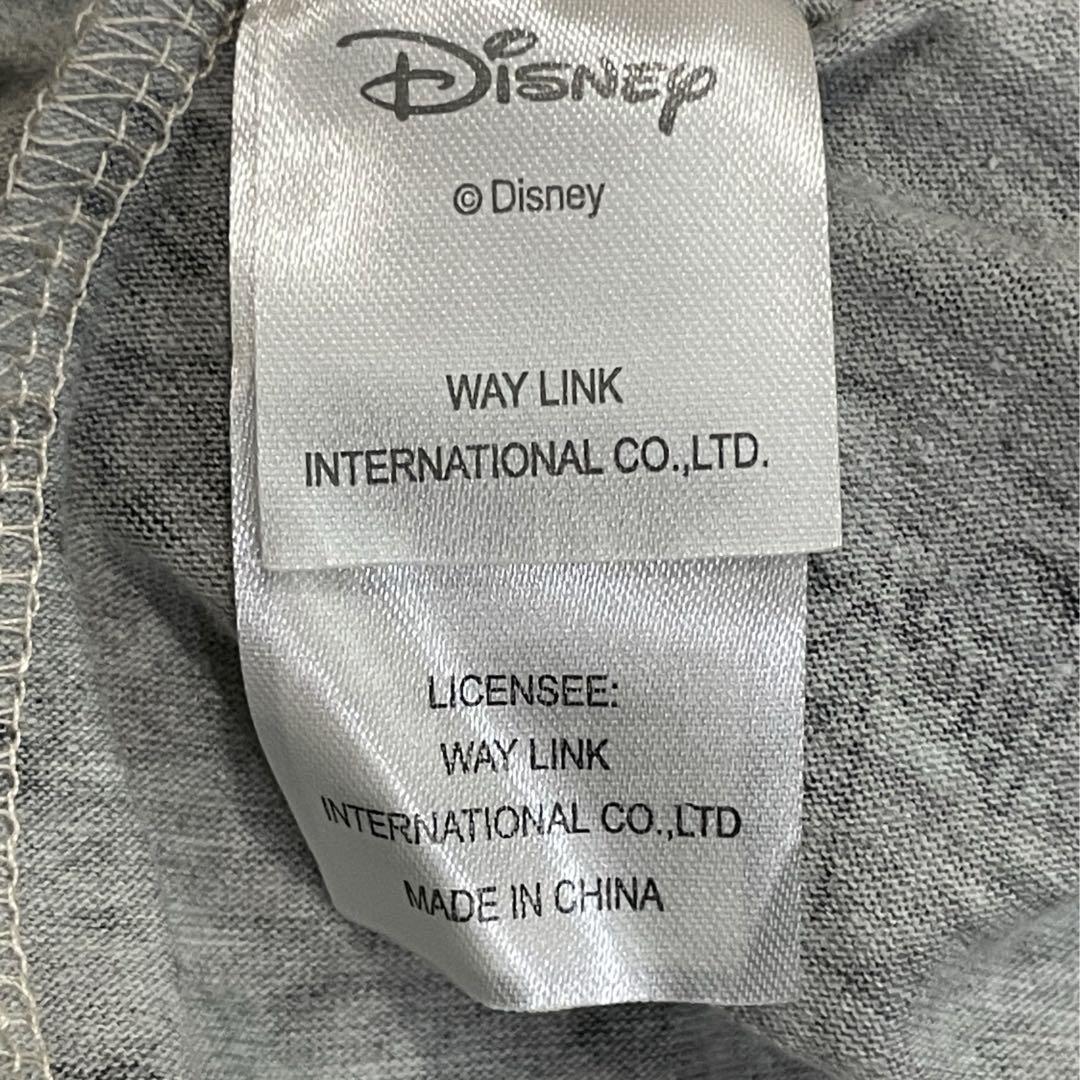 Disney
© Disney
WAY LINK
INTERNATIONAL CO.,LTD.
LICENSEE:
WAY LINK
INTERNATIONAL CO.,LTD
MADE IN CHINA